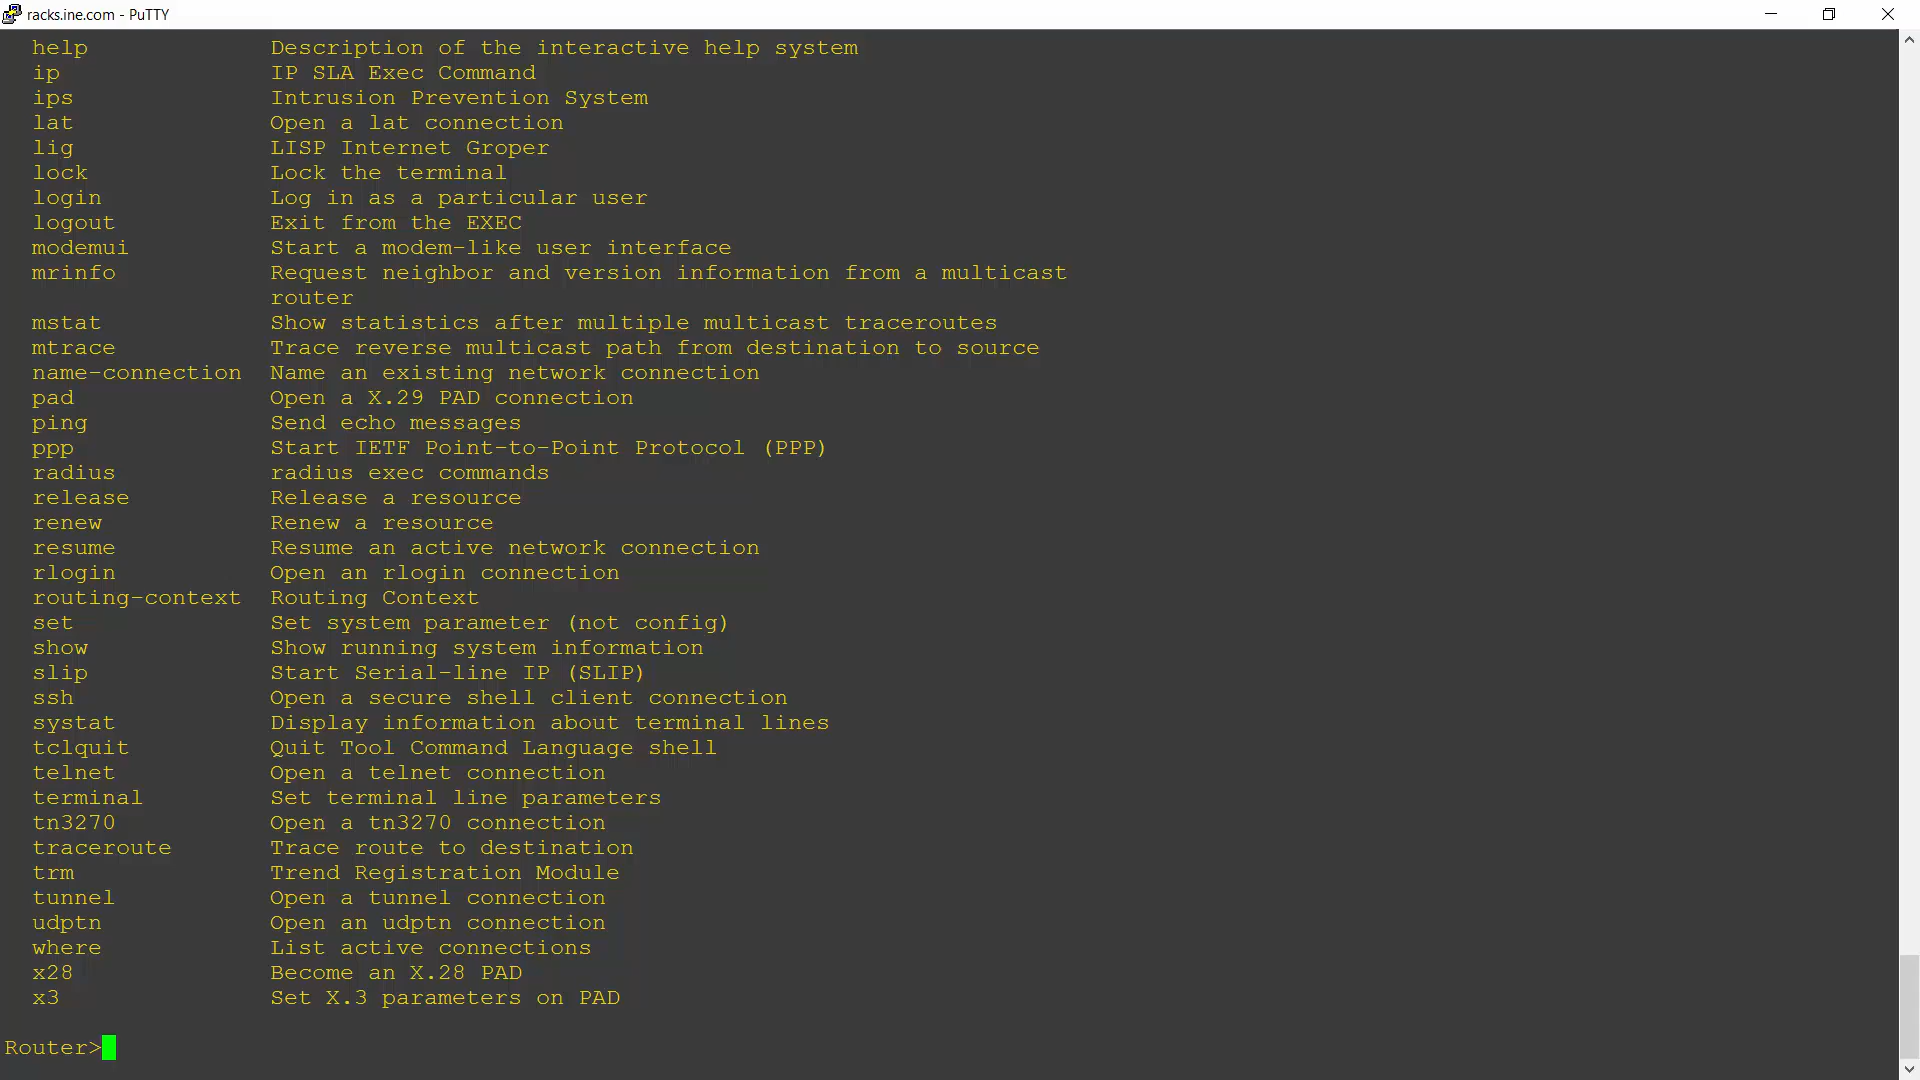 racks.ine.com - PuTTY
help Description of the interactive help system
ip IP SLA Exec Command
ips Intrusion Prevention System
lat Open a lat connection
lig LISP Internet Groper
lock Lock the terminal
login Log in as a particular user
logout Exit from the EXEC
modemui Start a modem-like user interface
mrinfo Request neighbor and version information from a multicast
router
mstat Show statistics after multiple multicast traceroutes
mtrace Trace reverse multicast path from destination to source
name-connection Name an existing network connection
pad Open a X.29 PAD connection
ping Send echo messages
ppp Start IETF Point-to-Point Protocol (PPP)
radius radius exec commands
release Release a resource
renew Renew a resource
resume Resume an active network connection
rlogin Open an rlogin connection
routing-context Routing Context
set Set system parameter (not config)
show Show running system information
slip Start Serial-line IP (SLIP)
ssh Open a secure shell client connection
systat Display information about terminal lines
tclquit Quit Tool Command Language shell
telnet Open a telnet connection
terminal Set terminal line parameters
tn3270 Open a tn3270 connection
traceroute Trace route to destination
trm Trend Registration Module
tunnel Open a tunnel connection
udptn Open an udptn connection
where List active connections
x28 Become an X.28 PAD
x3 Set X.3 parameters on PAD
Router>